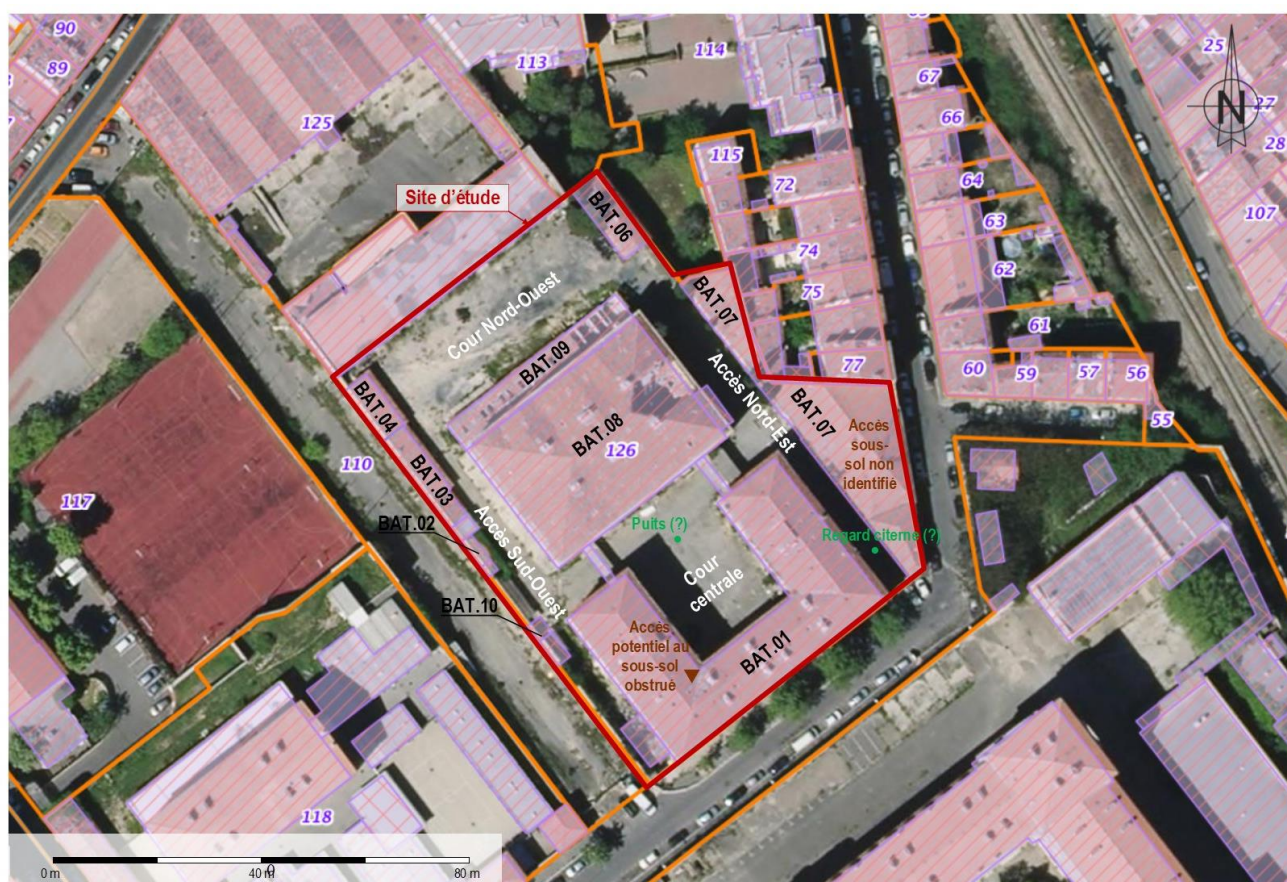 90
89
113
114
67
25
66
27
28
125
115
72
64
63
107
Site d'étude
BAT.06
74
62
75
61
BAT.07
Cour Nord-Ouest
BAT.09
Accès Nord-Est
77
60
59
57
56
55
BAT.04
BAT.08
126
BAT.07
Accès
sous-
sol non
identifié
110
BAT.03
117
BAT.02
Accès Sud-Ouest
Puits (?)
Regard citerne (?)
Cour
centrale
BAT.10
Accès
potentiel au
sous-sol
obstrué
BAT.01
118
N
0 m
40 m
0
80 m